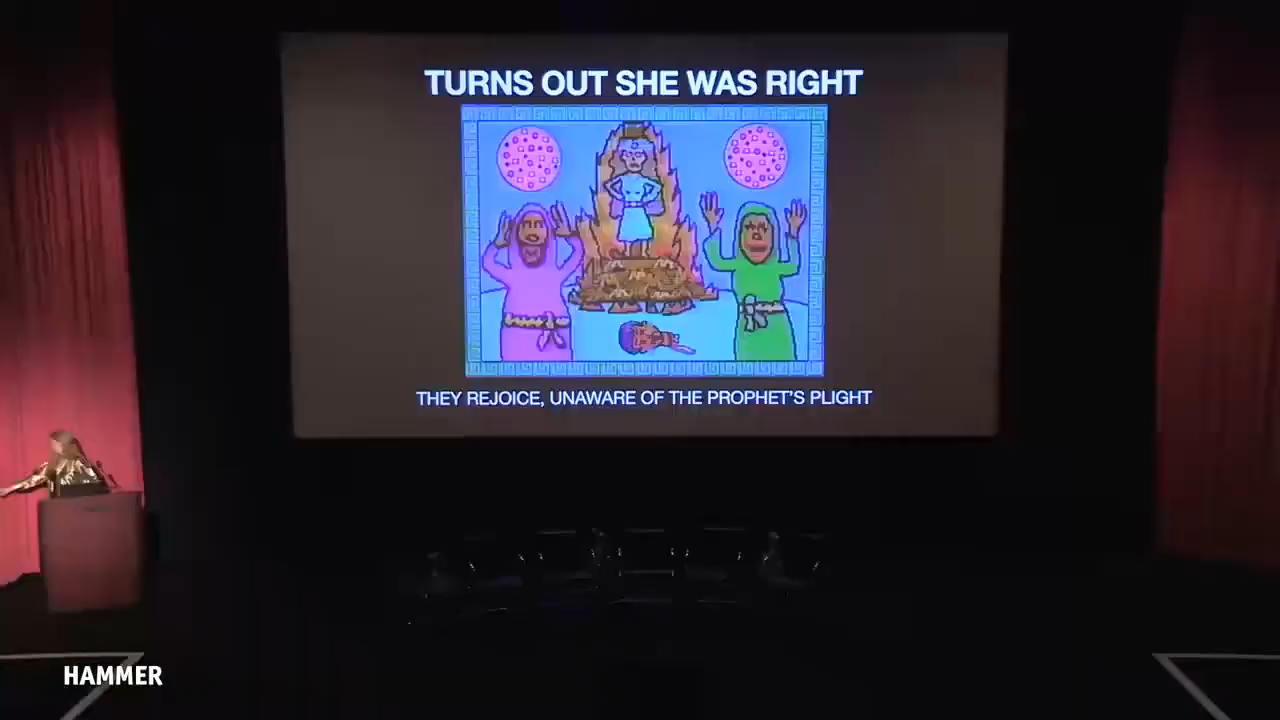 TURNS OUT SHE WAS RIGHT
THEY REJOICE, UNAWARE OF THE PROPHET'S PLIGHT
HAMMER